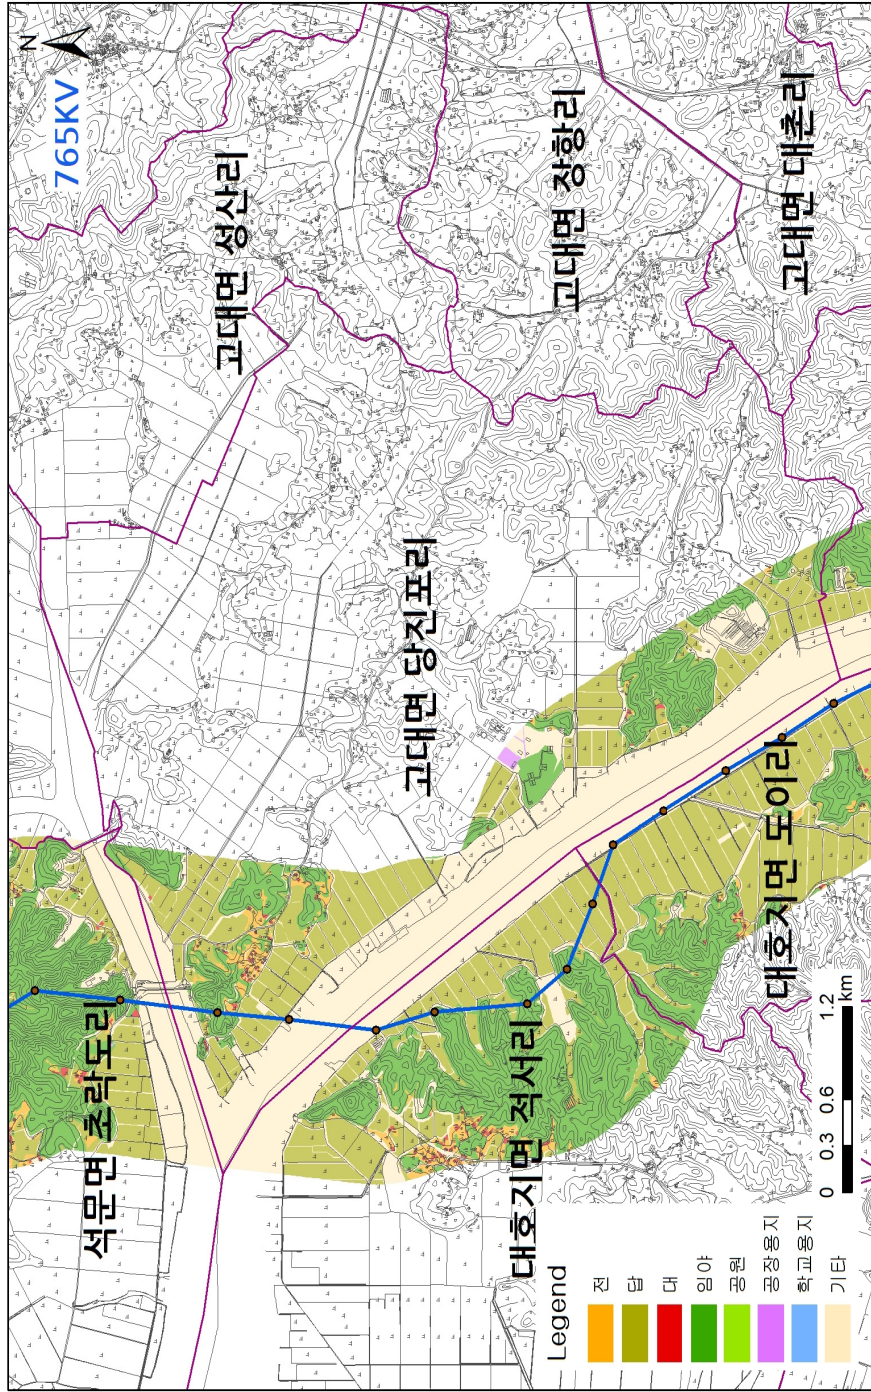 N
765KV
고대면 성산리
고대면 장항리
고대면 대촌리
고대면 당진포리
석문면 초락도리
대호지면 적서리
대호지면 도이리
Legend
전
답
대
임야
공원
공장용지
학교용지
기타
0 0.3 0.6 1.2
km